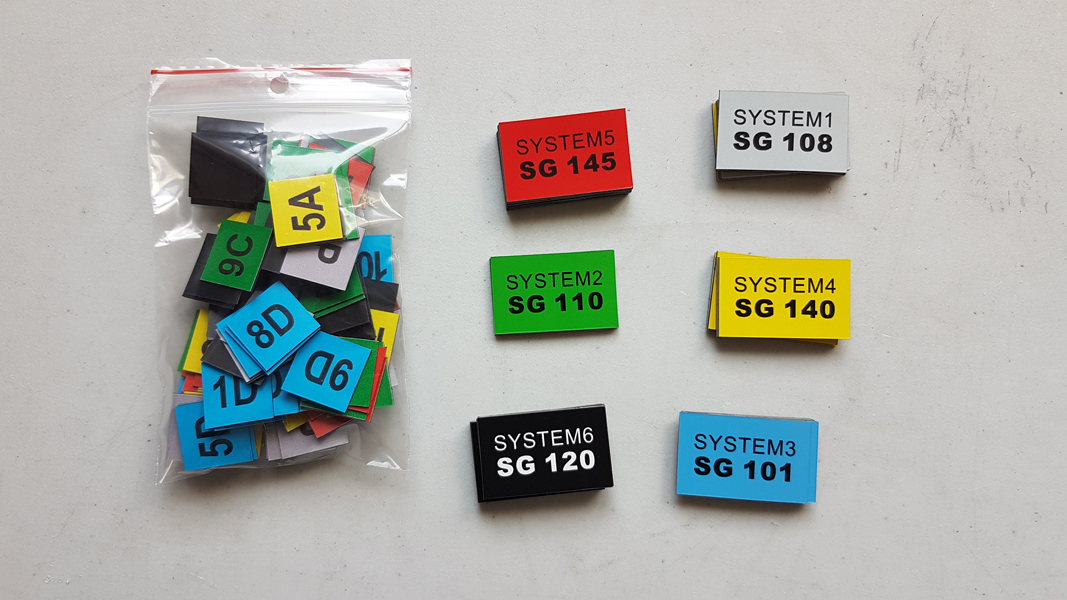 SYSTEM5
SG 145
SYSTEM1
SG 108
SYSTEM2
SG 110
SYSTEM4
SG 140
SYSTEM6
SG 120
SYSTEM3
SG 101
5A
9C
10
8D
9D
1D